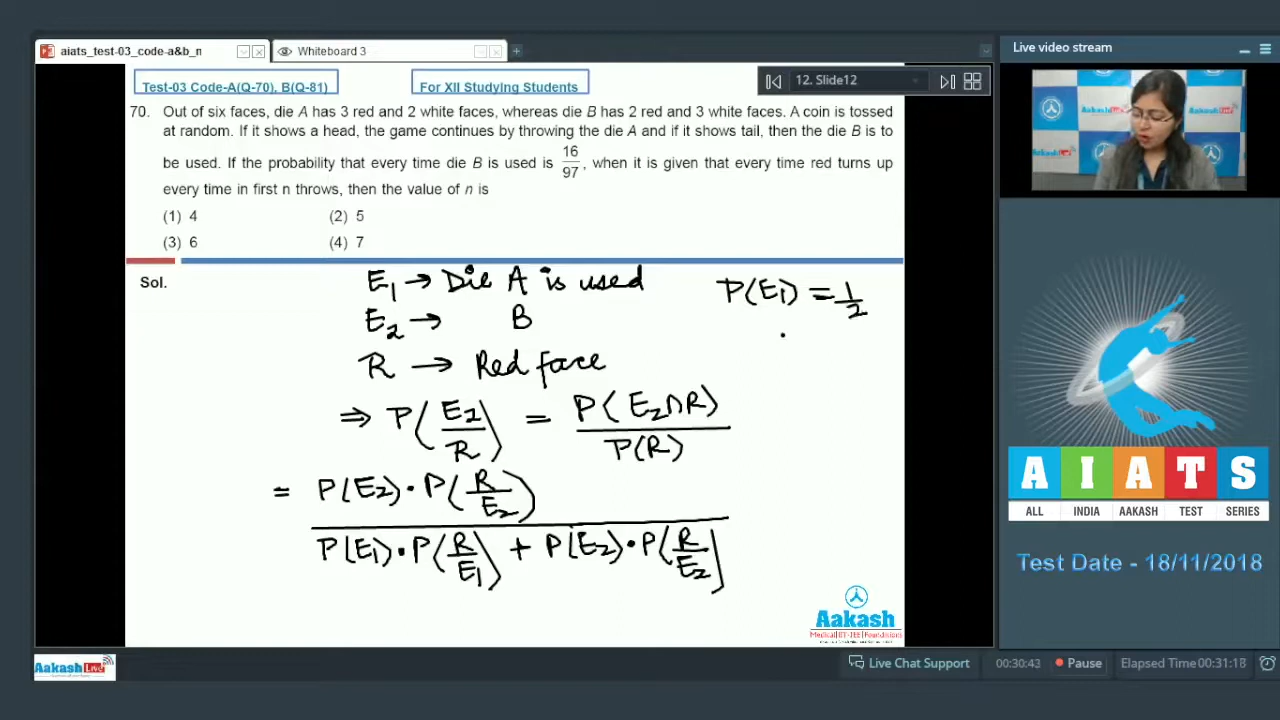 aiats_test-03_code-a&b_n
Whiteboard 3
Live video stream
Test-03 Code-A(Q-70), B(Q-81)
For XII Studying Students
12. Slide12
70. Out of six faces, die A has 3 red and 2 white faces, whereas die B has 2 red and 3 white faces. A coin is tossed
at random. If it shows a head, the game continues by throwing the die A and if it shows tail, then the die B is to
be used. If the probability that every time die B is used is 16/97, when it is given that every time red turns up
every time in first n throws, then the value of n is
(1) 4 (2) 5
(3) 6 (4) 7
Sol.
E₁ → Die A is used
P(E₁) = 1/2
E₂ → B
R → Red face
⇒ P(E₂/R) = P(E₂∩R)/P(R)
= P(E₂)·P(R/E₂)
P(E₁)·P(R/E₁) + P(E₂)·P(R/E₂)
Aakash
Medical|IIT-JEE|Foundations
AIATS
ALL INDIA AAKASH TEST SERIES
Test Date - 18/11/2018
Aakash Live
Live Chat Support
00:30:43
Pause
Elapsed Time 00:31:18